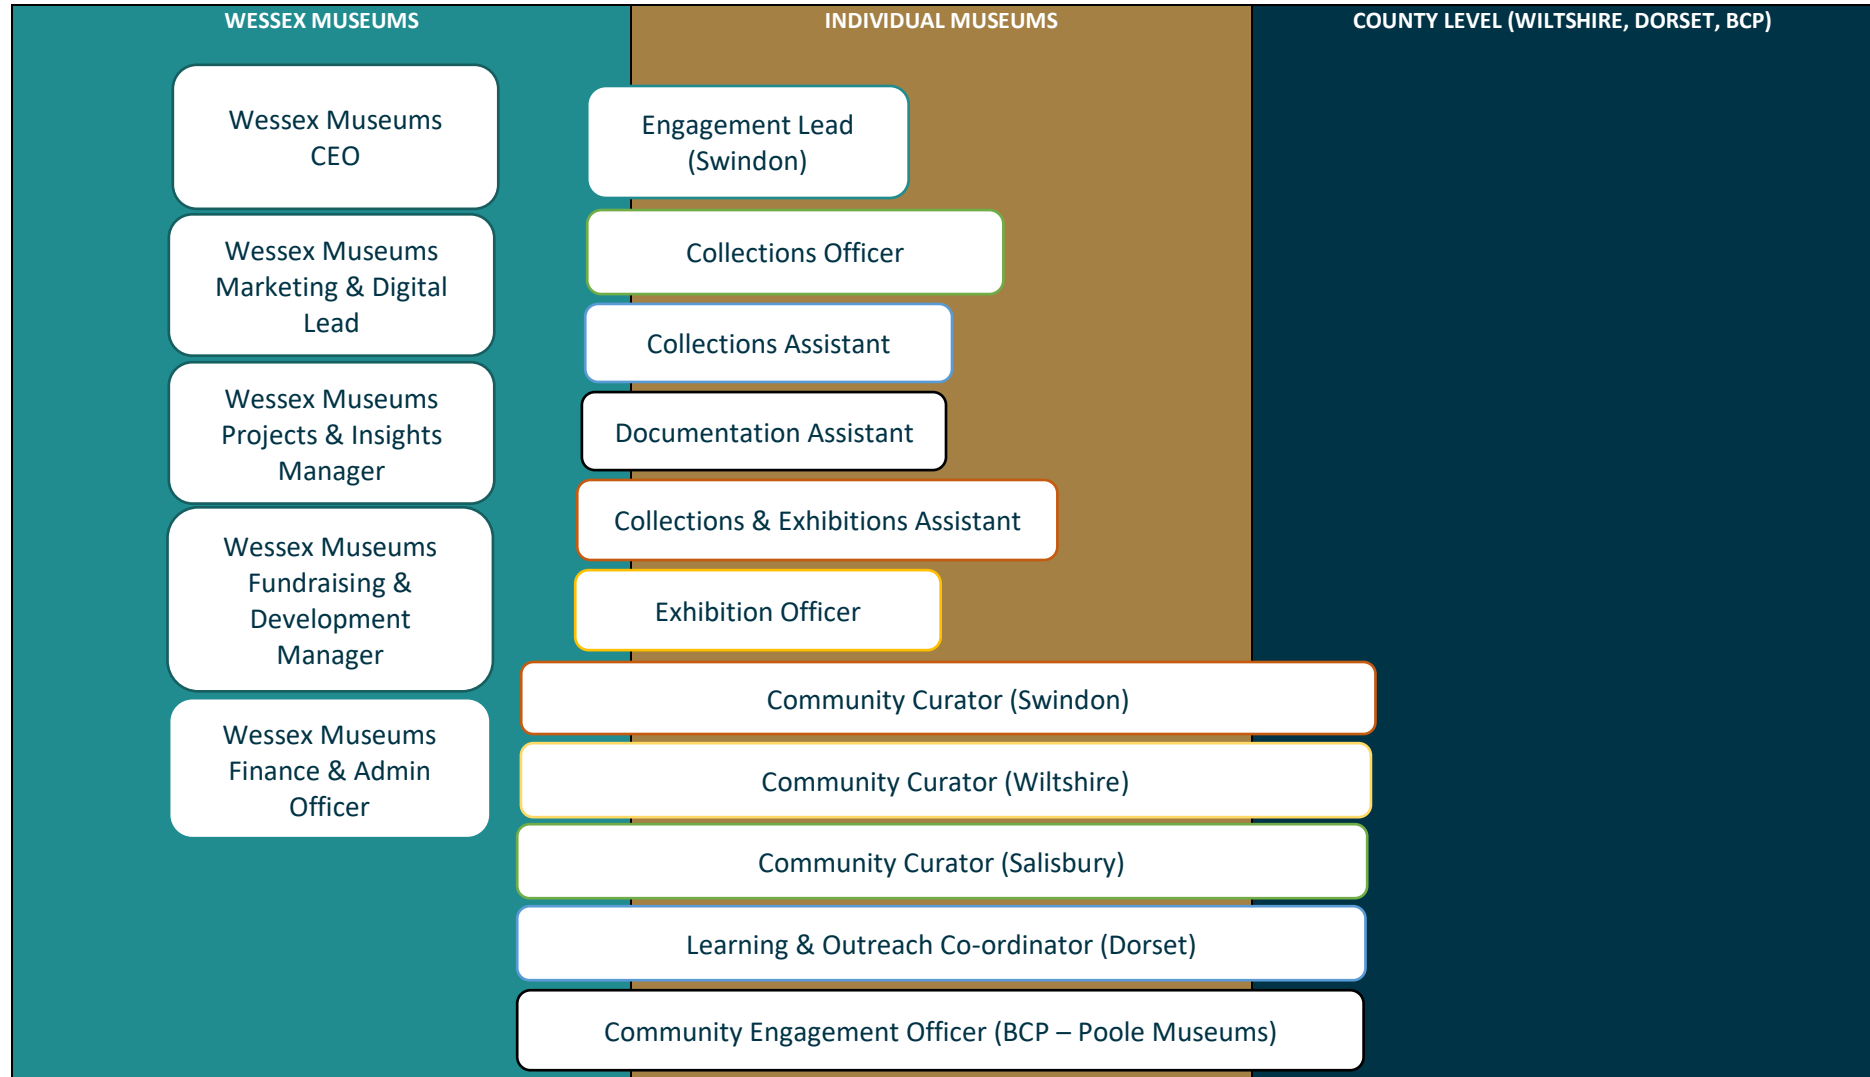 WESSEX MUSEUMS
INDIVIDUAL MUSEUMS
COUNTY LEVEL (WILTSHIRE, DORSET, BCP)
Wessex Museums
CEO
Wessex Museums
Marketing & Digital
Lead
Wessex Museums
Projects & Insights
Manager
Wessex Museums
Fundraising &
Development
Manager
Wessex Museums
Finance & Admin
Officer
Engagement Lead
(Swindon)
Collections Officer
Collections Assistant
Documentation Assistant
Collections & Exhibitions Assistant
Exhibition Officer
Community Curator (Swindon)
Community Curator (Wiltshire)
Community Curator (Salisbury)
Learning & Outreach Co-ordinator (Dorset)
Community Engagement Officer (BCP – Poole Museums)